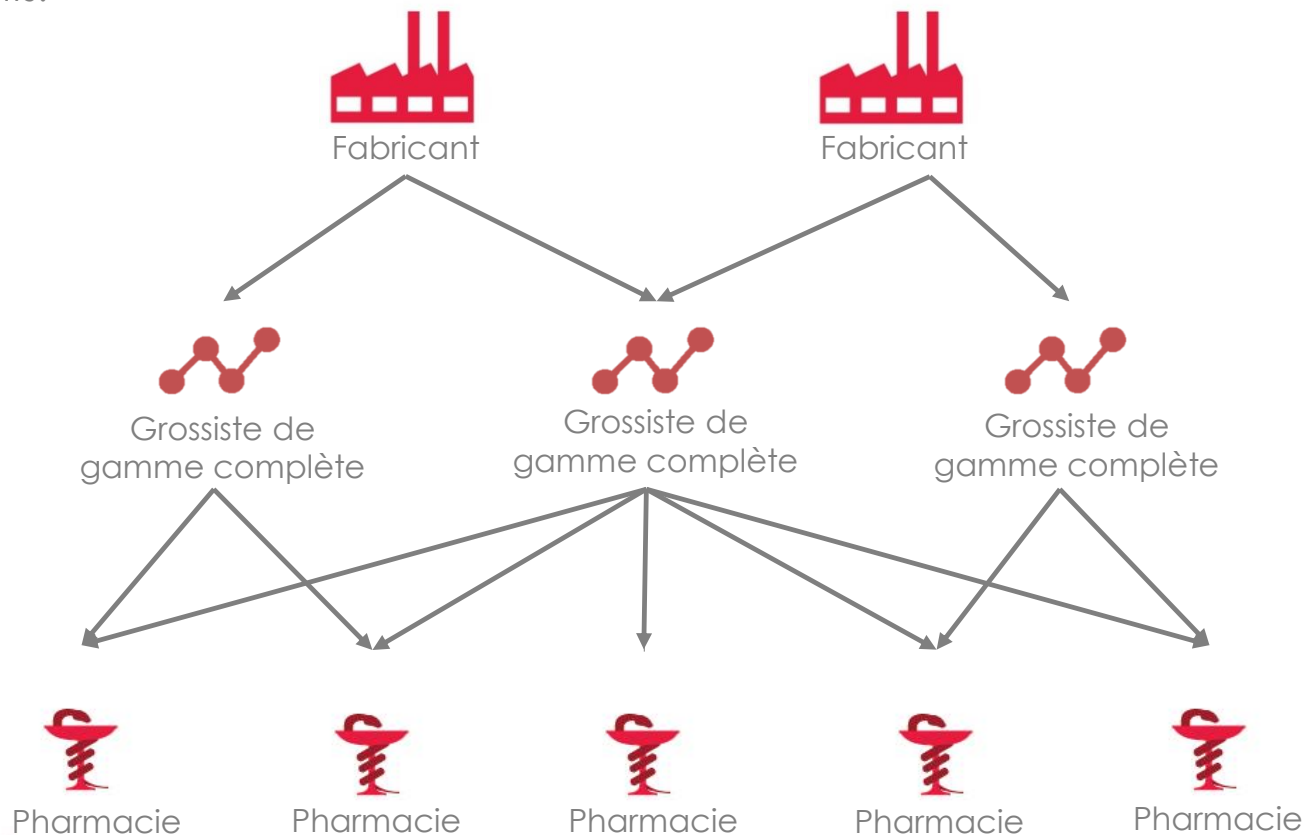 Fabricant
Fabricant
Grossiste de
gamme complète
Grossiste de
gamme complète
Grossiste de
gamme complète
Pharmacie
Pharmacie
Pharmacie
Pharmacie
Pharmacie